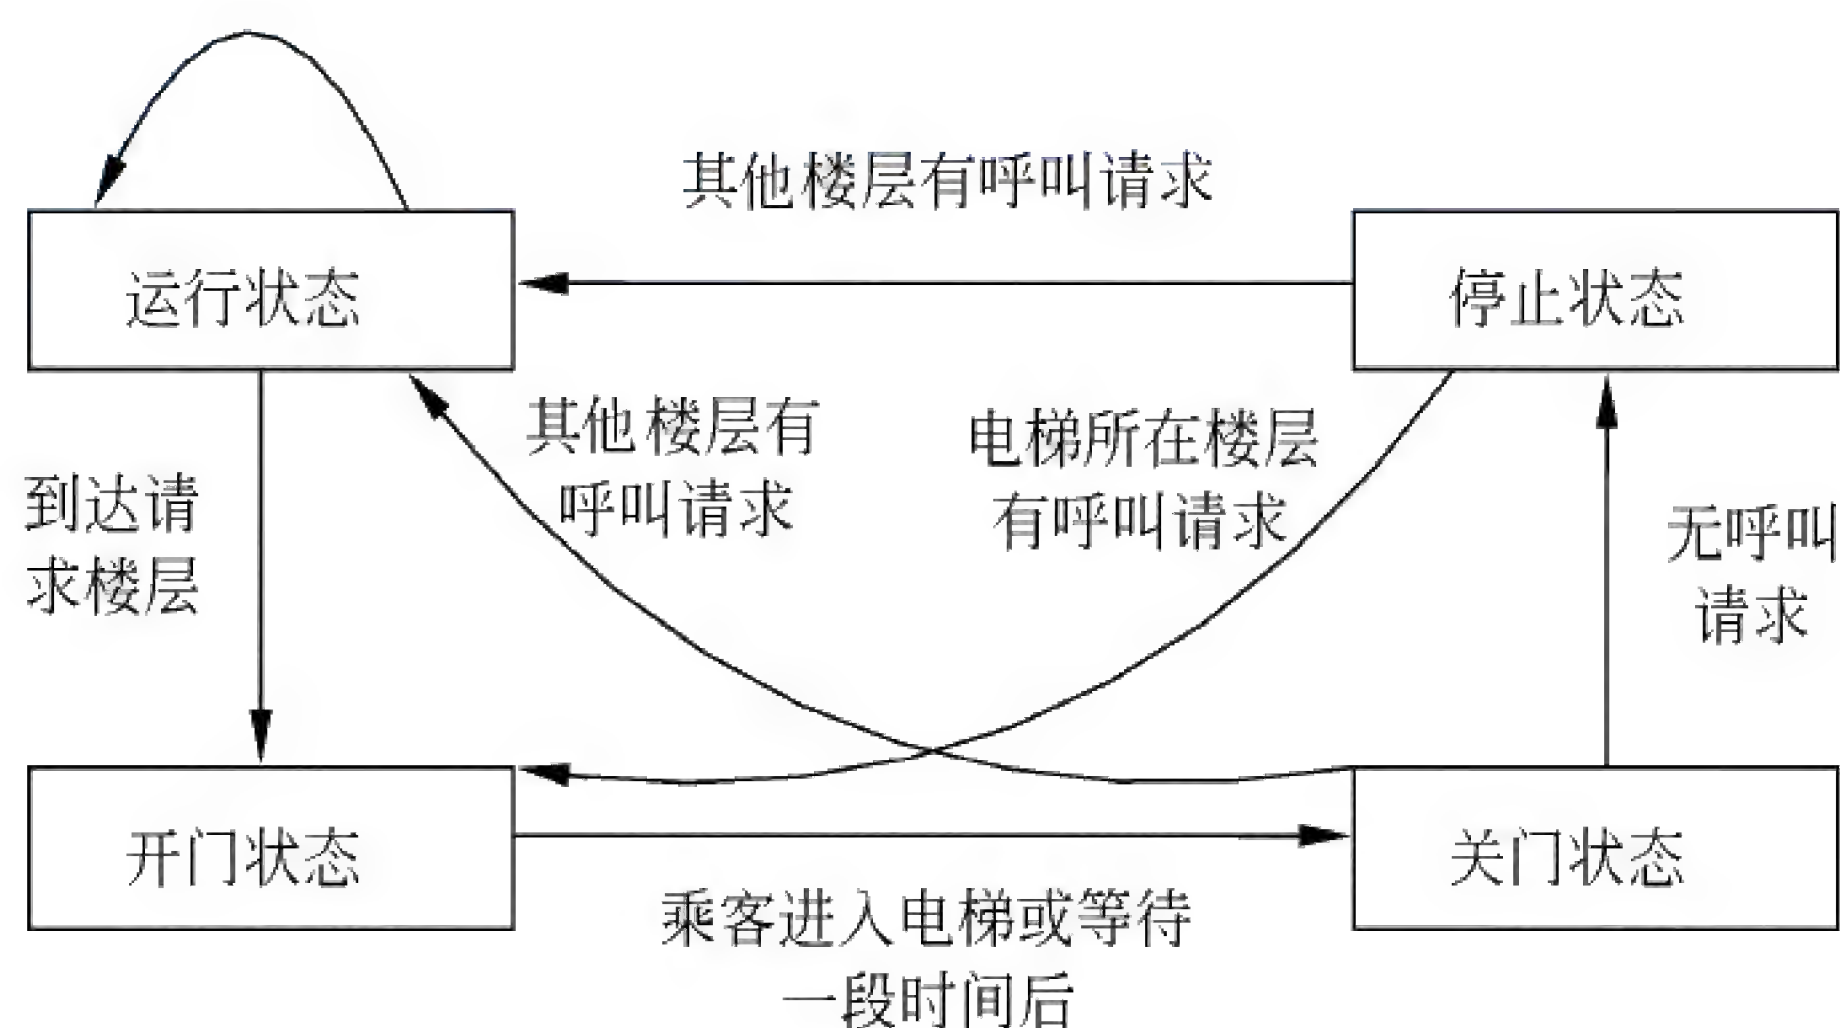 其他楼层有呼叫请求
运行状态
停止状态
其他楼层有
呼叫请求
电梯所在楼层
有呼叫请求
到达请
求楼层
无呼叫
请求
开门状态
关门状态
乘客进入电梯或等待
一段时间后